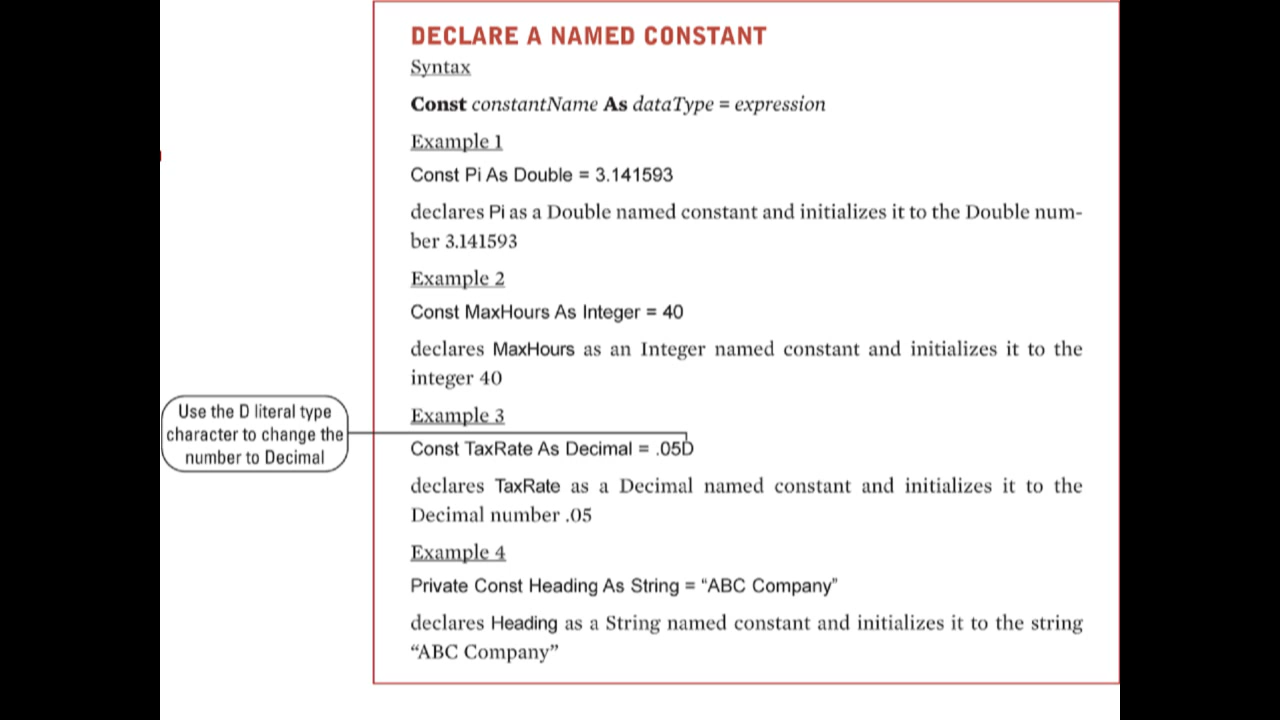 DECLARE A NAMED CONSTANT
Syntax
Const constantName As dataType = expression
Example 1
Const Pi As Double = 3.141593
declares Pi as a Double named constant and initializes it to the Double num-
ber 3.141593
Example 2
Const MaxHours As Integer = 40
declares MaxHours as an Integer named constant and initializes it to the
integer 40
Use the D literal type
character to change the
number to Decimal
Example 3
Const TaxRate As Decimal = .05D
declares TaxRate as a Decimal named constant and initializes it to the
Decimal number .05
Example 4
Private Const Heading As String = “ABC Company”
declares Heading as a String named constant and initializes it to the string
“ABC Company”